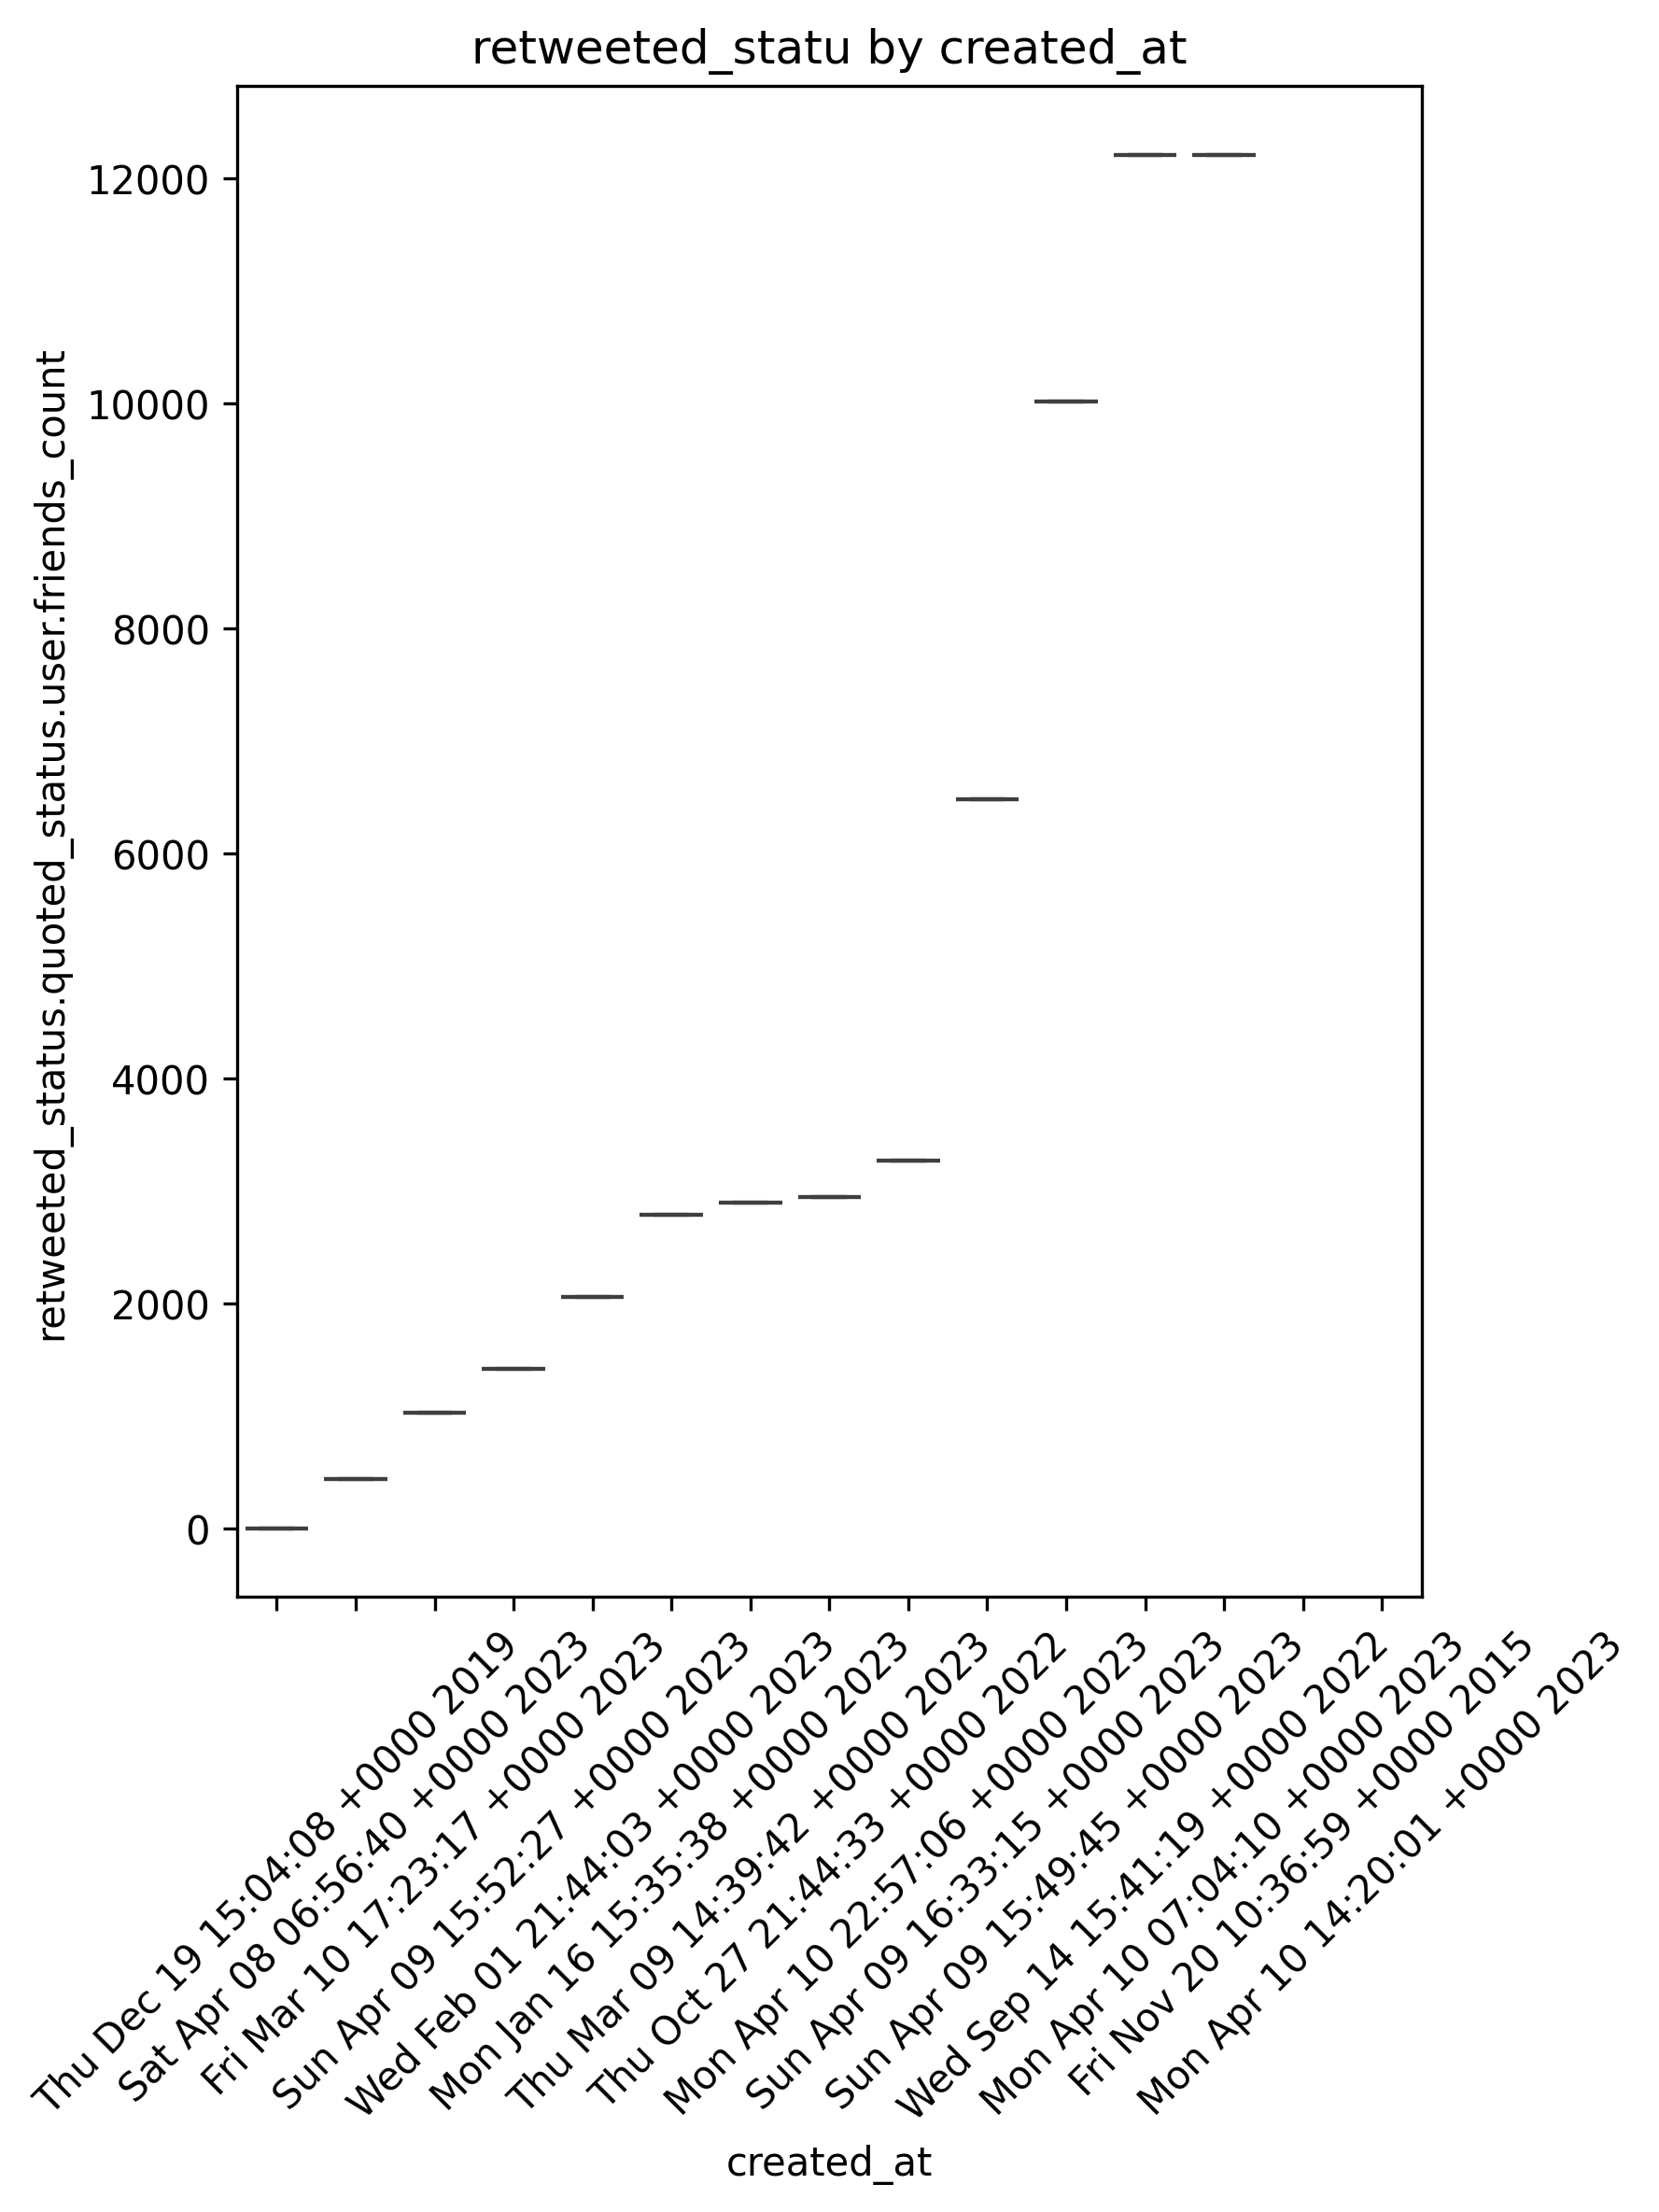 retweeted_statu by created_at
retweeted_status.quoted_status.user.friends_count
12000
10000
8000
6000
4000
2000
0
Thu Dec 19 15:04:08 +0000 2019
Sat Apr 08 06:56:40 +0000 2023
Fri Mar 10 17:23:17 +0000 2023
Sun Apr 09 15:52:27 +0000 2023
Wed Feb 01 21:44:03 +0000 2023
Mon Jan 16 15:35:38 +0000 2023
Thu Mar 09 14:39:42 +0000 2023
Thu Oct 27 21:44:33 +0000 2022
Mon Apr 10 22:57:06 +0000 2023
Sun Apr 09 16:33:15 +0000 2023
Sun Apr 09 15:49:45 +0000 2023
Wed Sep 14 15:41:19 +0000 2022
Mon Apr 10 07:04:10 +0000 2023
Fri Nov 20 10:36:59 +0000 2015
Mon Apr 10 14:20:01 +0000 2023
created_at